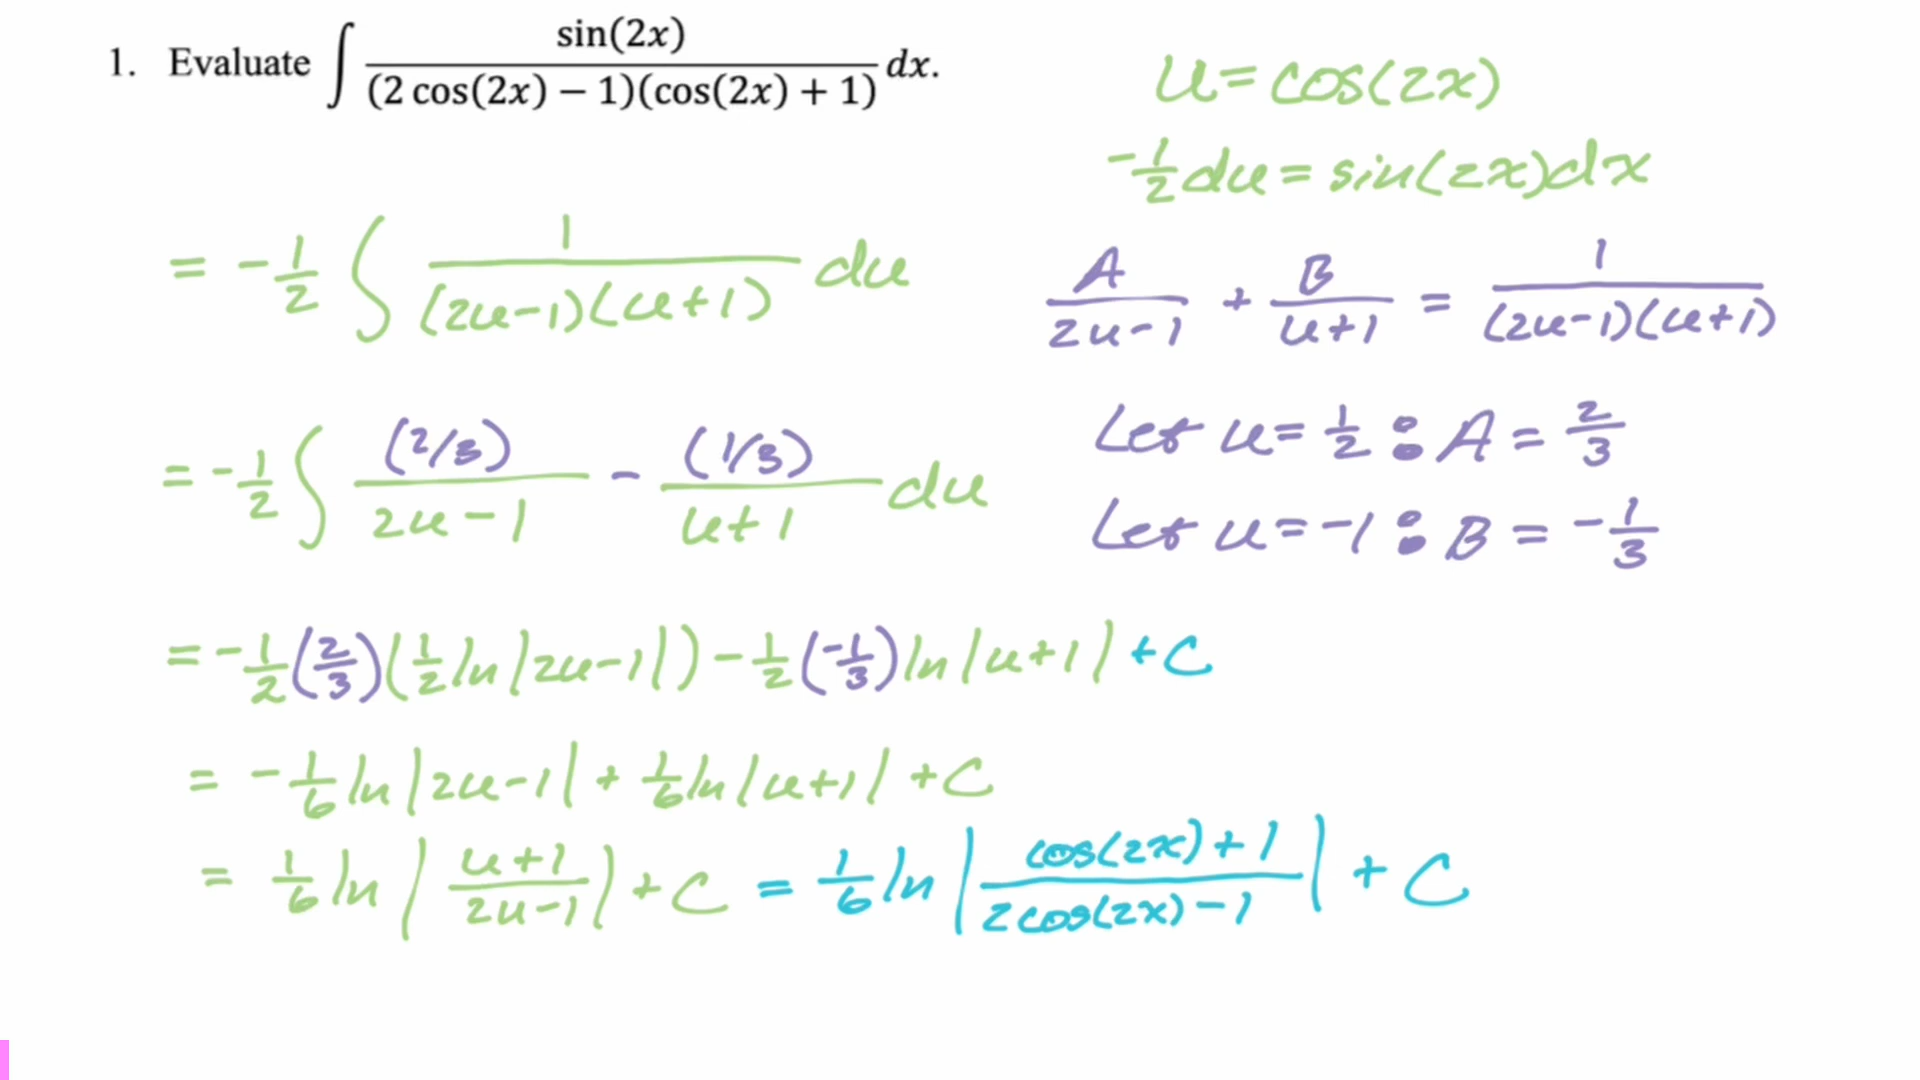 1. Evaluate ∫ sin(2x) / ((2 cos(2x) − 1)(cos(2x) + 1)) dx.
u = cos(2x)
-1/2 du = sin(2x)dx
= -1/2 ∫ 1 / ((2u-1)(u+1)) du
A/(2u-1) + B/(u+1) = 1/((2u-1)(u+1))
= -1/2 ∫ (2/3)/(2u-1) - (1/3)/(u+1) du
Let u = 1/2 : A = 2/3
Let u = -1 : B = -1/3
= -1/2 (2/3)(1/2 ln|2u-1|) - 1/2 (-1/3) ln|u+1| + C
= -1/6 ln|2u-1| + 1/6 ln|u+1| + C
= 1/6 ln|(u+1)/(2u-1)| + C = 1/6 ln|(cos(2x)+1)/(2cos(2x)-1)| + C